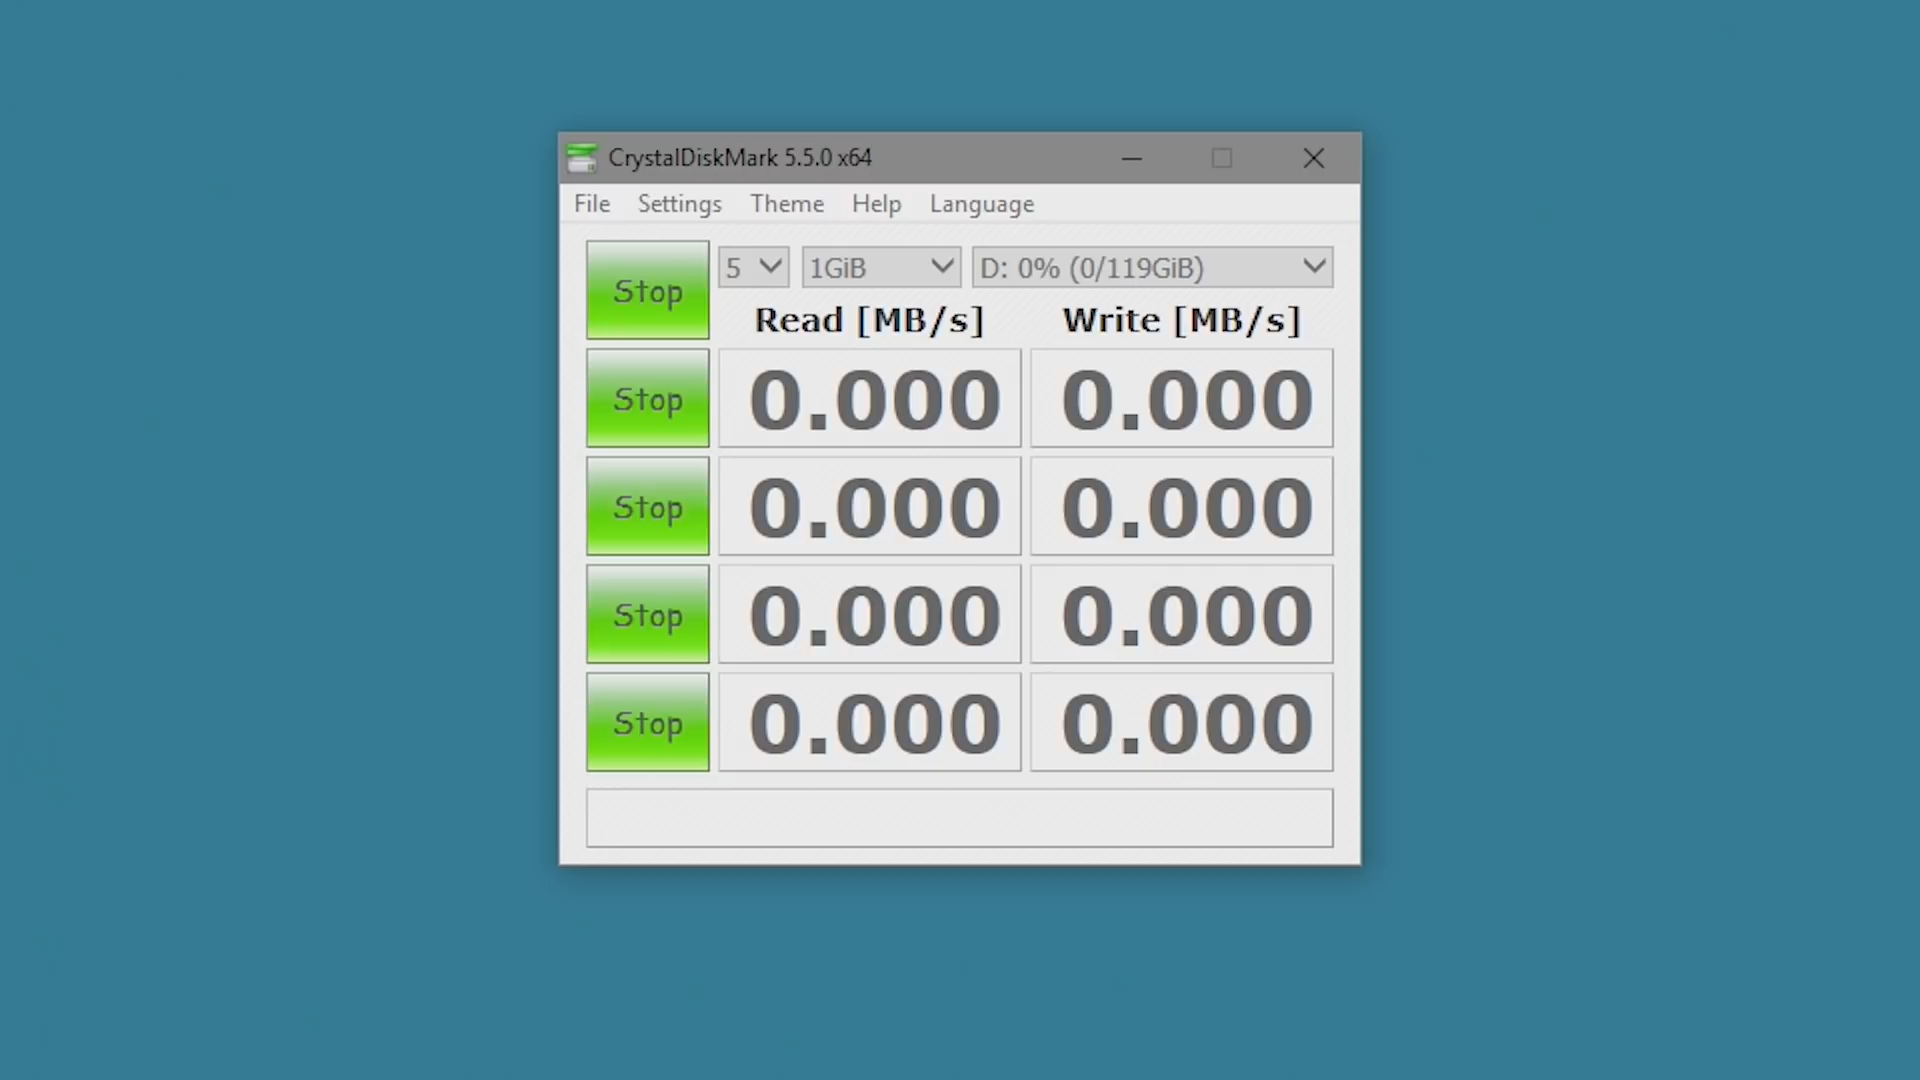 CrystalDiskMark 5.5.0 x64
File Settings Theme Help Language
Stop 5 1GiB D: 0% (0/119GiB)
Read [MB/s] Write [MB/s]
Stop 0.000 0.000
Stop 0.000 0.000
Stop 0.000 0.000
Stop 0.000 0.000